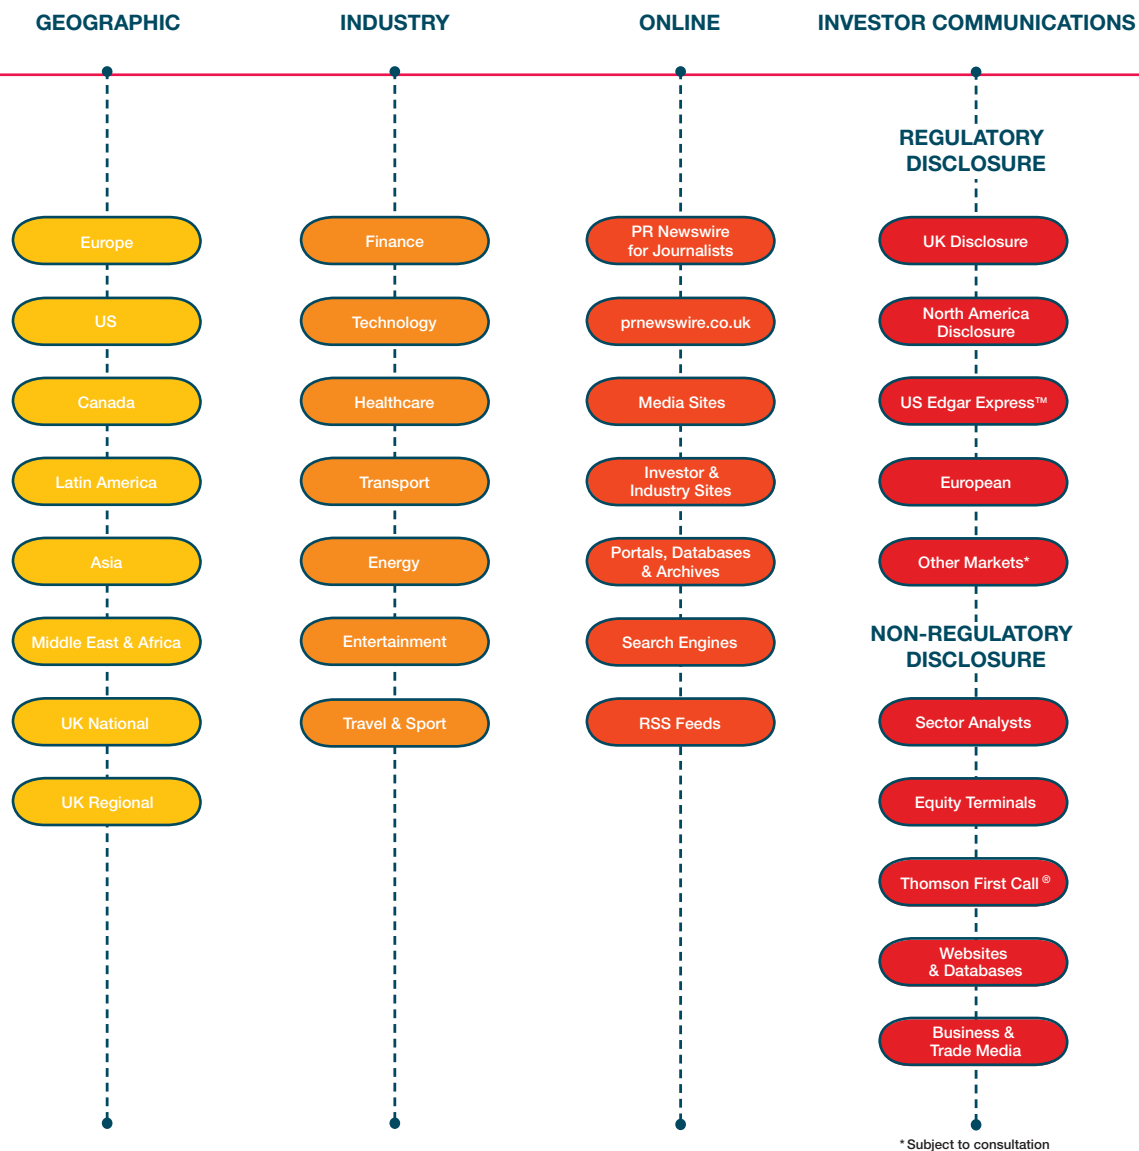 GEOGRAPHIC
Europe
US
Canada
Latin America
Asia
Middle East & Africa
UK National
UK Regional
INDUSTRY
Finance
Technology
Healthcare
Transport
Energy
Entertainment
Travel & Sport
ONLINE
PR Newswire
for Journalists
prnewswire.co.uk
Media Sites
Investor &
Industry Sites
Portals, Databases
& Archives
Search Engines
RSS Feeds
INVESTOR COMMUNICATIONS
REGULATORY
DISCLOSURE
UK Disclosure
North America
Disclosure
US Edgar Express™
European
Other Markets*
NON-REGULATORY
DISCLOSURE
Sector Analysts
Equity Terminals
Thomson First Call ®
Websites
& Databases
Business &
Trade Media
* Subject to consultation